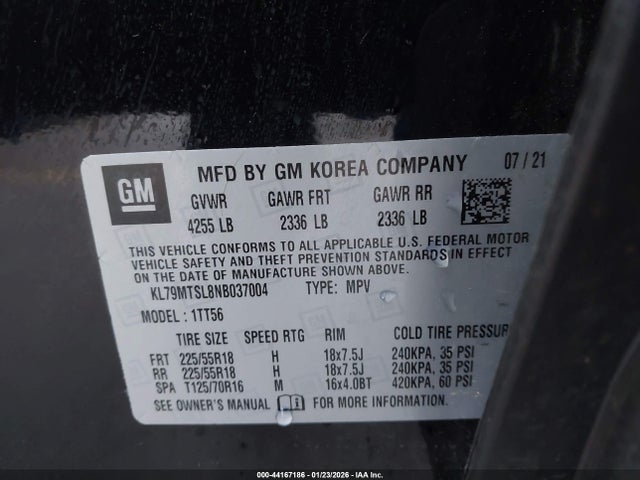 GM
MFD BY GM KOREA COMPANY 07/21
GVWR GAWR FRT GAWR RR
4255 LB 2336 LB 2336 LB
THIS VEHICLE CONFORMS TO ALL APPLICABLE U.S. FEDERAL MOTOR
VEHICLE SAFETY AND THEFT PREVENTION STANDARDS IN EFFECT
ON THE DATE OF MANUFACTURE SHOWN ABOVE.
KL79MTSL8NB037004 TYPE: MPV
MODEL: 1TT56
TIRE SIZE SPEED RTG RIM COLD TIRE PRESSUR
FRT 225/55R18 H 18x7.5J 240KPA, 35 PSI
RR 225/55R18 H 18x7.5J 240KPA, 35 PSI
SPA T125/70R16 M 16x4.0BT 420KPA, 60 PSI
SEE OWNER'S MANUAL FOR MORE INFORMATION.
000-44167186 - 01/23/2026 - IAA Inc.